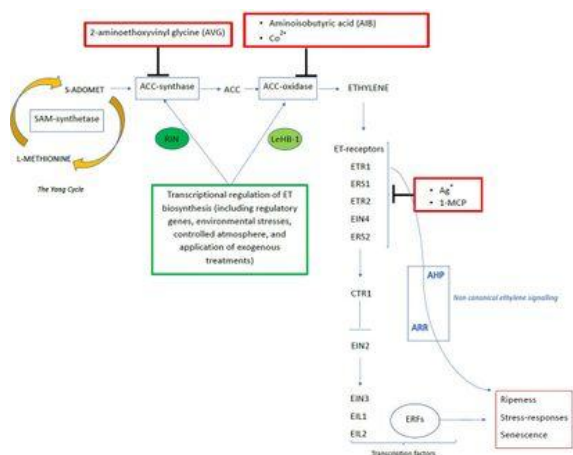 2-aminoethoxyvinyl glycine (AVG)
• Aminoisobutyric acid (AIB)
• Co²⁺
S-ADOMET
ACC-synthase
ACC
ACC-oxidase
ETHYLENE
SAM-synthetase
L-METHIONINE
The Yang Cycle
RIN
LeHB-1
Transcriptional regulation of ET
biosynthesis (including regulatory
genes, environmental stresses,
controlled atmosphere, and
application of exogenous
treatments)
ET-receptors
ETR1
ERS1
ETR2
EIN4
ERS2
• Ag⁺
• 1-MCP
CTR1
AHP
ARR
Non canonical ethylene signalling
EIN2
EIN3
EIL1
EIL2
ERFs
Transcription factors
Ripeness
Stress-responses
Senescence